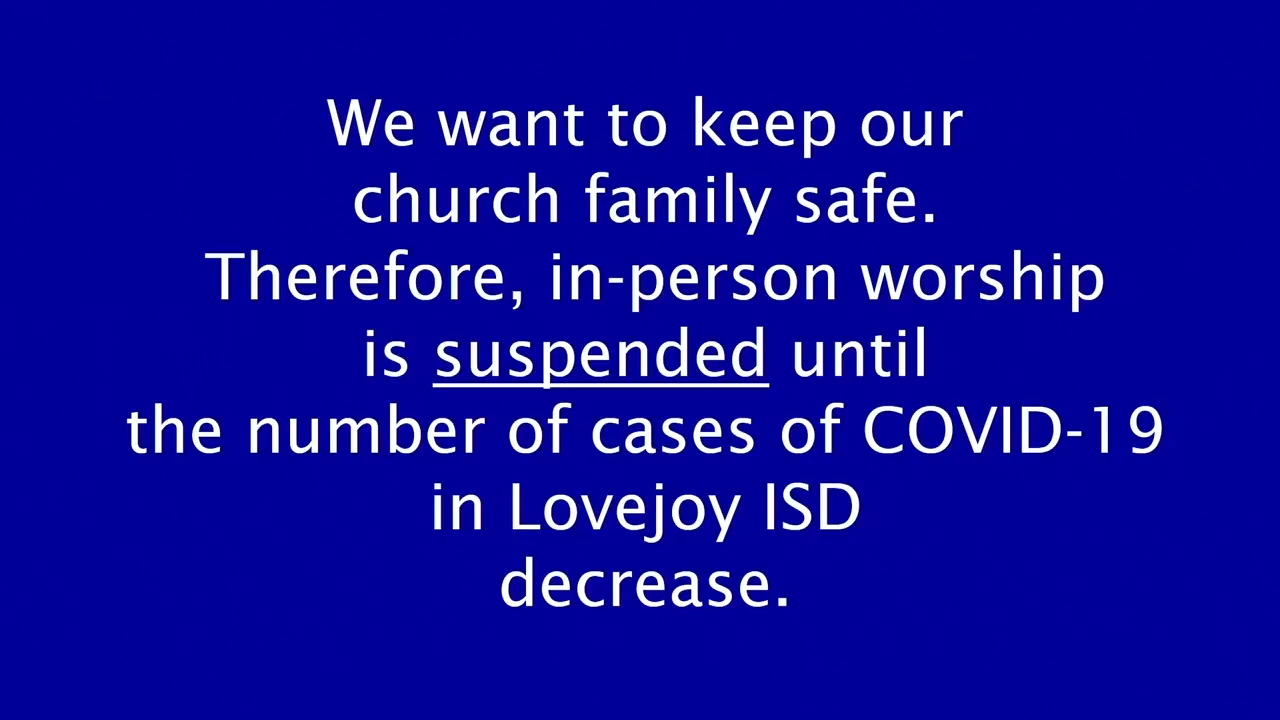 We want to keep our
church family safe.
Therefore, in-person worship
is suspended until
the number of cases of COVID-19
in Lovejoy ISD
decrease.